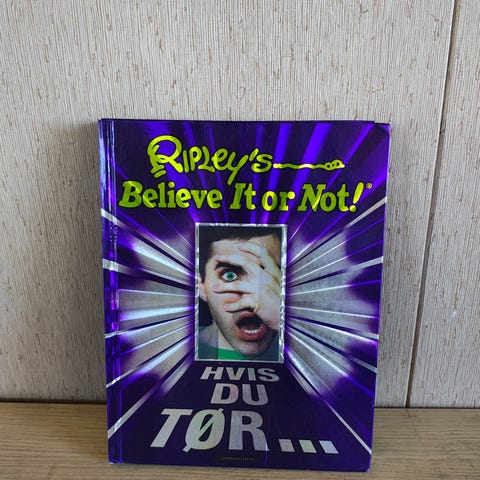 RIPLEY'S
Believe It or Not!®
HVIS
DU
TØR...